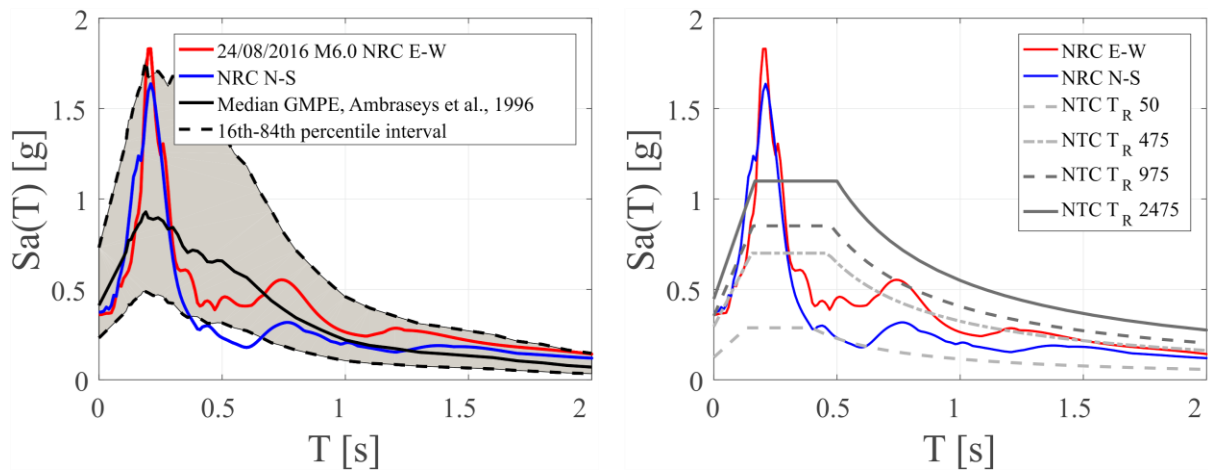 2
1.5
1
0.5
0
Sa(T) [g]
24/08/2016 M6.0 NRC E-W
NRC N-S
Median GMPE, Ambraseys et al., 1996
16th-84th percentile interval
0 0.5 1 1.5 2
T [s]
2
1.5
1
0.5
0
Sa(T) [g]
NRC E-W
NRC N-S
NTC T_R 50
NTC T_R 475
NTC T_R 975
NTC T_R 2475
0 0.5 1 1.5 2
T [s]